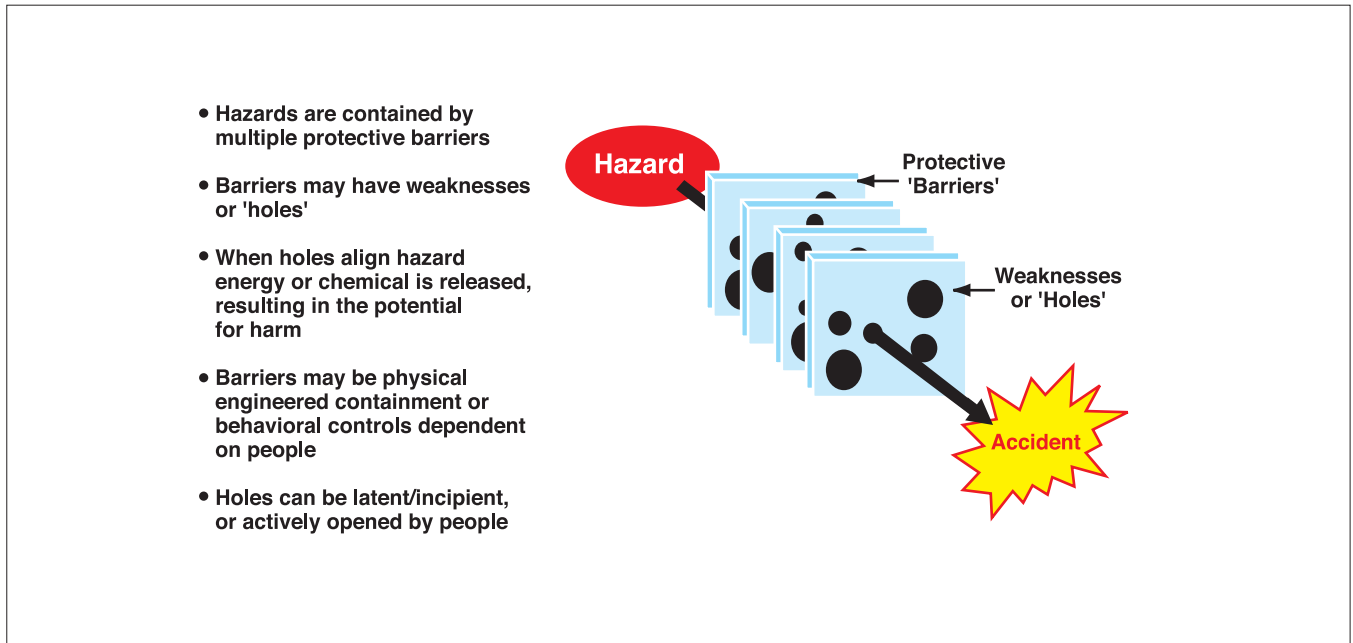 • Hazards are contained by
multiple protective barriers
• Barriers may have weaknesses
or 'holes'
• When holes align hazard
energy or chemical is released,
resulting in the potential
for harm
• Barriers may be physical
engineered containment or
behavioral controls dependent
on people
• Holes can be latent/incipient,
or actively opened by people
Hazard
Protective
'Barriers'
Weaknesses
or 'Holes'
Accident